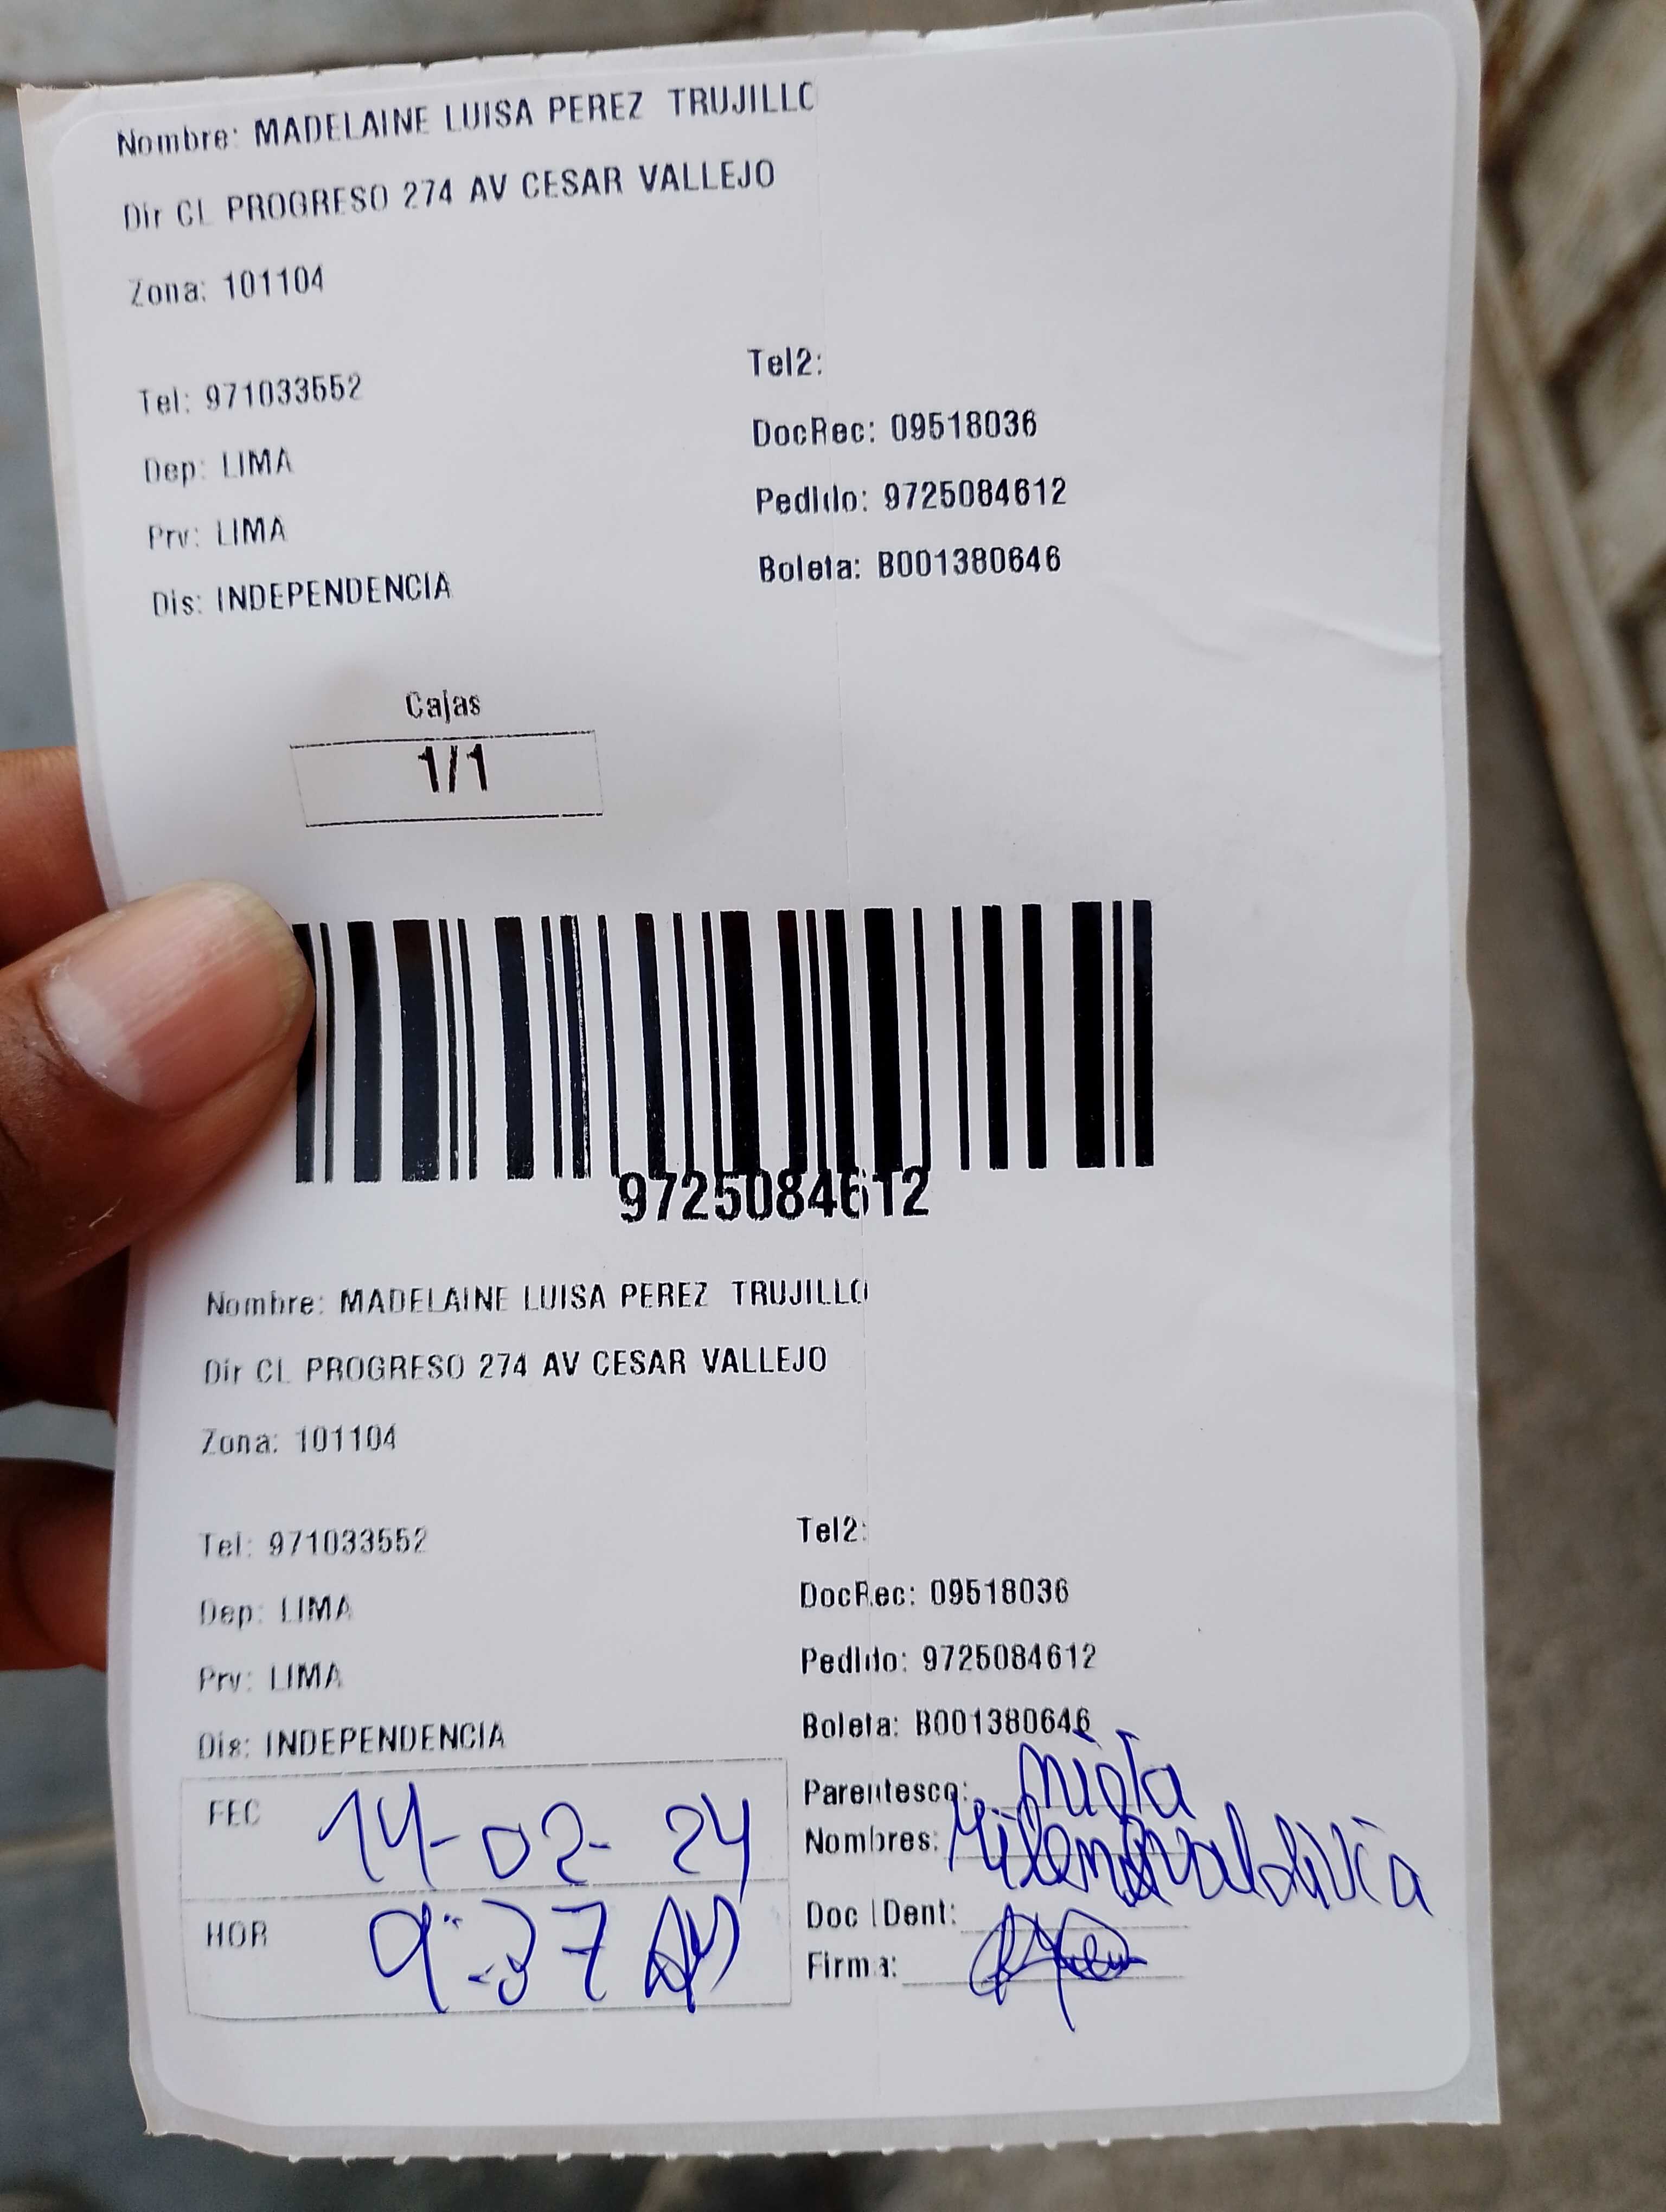 Nombre: MADELAINE LUISA PEREZ TRUJILLO
Dir CL PROGRESO 274 AV CESAR VALLEJO
Zona: 101104
Tel: 971033552
Tel2:
Dep: LIMA
DocRec: 09518036
Prv: LIMA
Pedido: 9725084612
Dis: INDEPENDENCIA
Boleta: B001380646
Cajas
1/1
9725084612
Nombre: MADELAINE LUISA PEREZ TRUJILLO
Dir CL PROGRESO 274 AV CESAR VALLEJO
Zona: 101104
Tel: 971033552
Tel2:
Dep: LIMA
DocRec: 09518036
Prv: LIMA
Pedido: 9725084612
Dis: INDEPENDENCIA
Boleta: B001380646
FEC 14-02-24
Parentesco: nieta
Nombres: Milena Valdivia
HOR 9:37 AM
Doc IDent:
Firma: